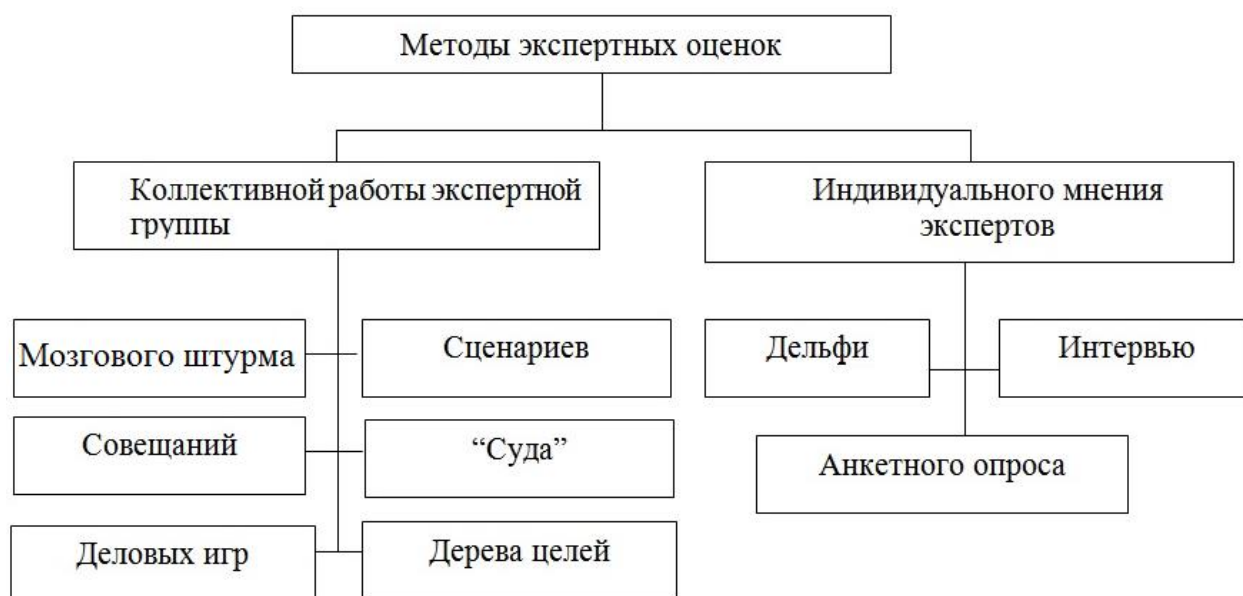 Методы экспертных оценок
Коллективной работы экспертной
группы
Индивидуального мнения
экспертов
Мозгового штурма
Сценариев
Дельфи
Интервью
Совещаний
“Суда”
Анкетного опроса
Деловых игр
Дерева целей